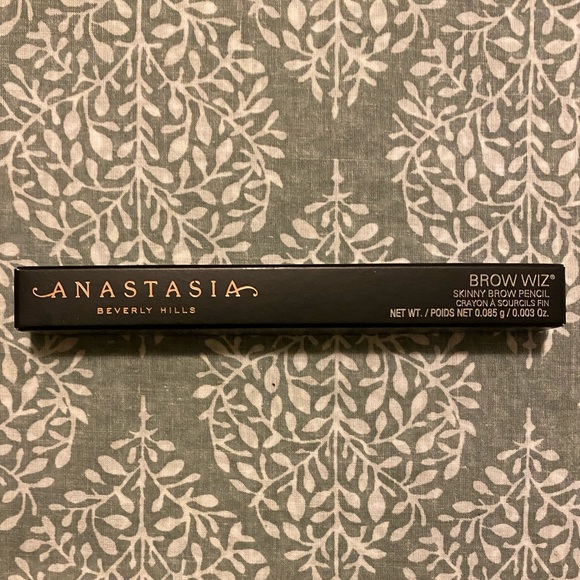 ANASTASIA
BEVERLY HILLS
BROW WIZ®
SKINNY BROW PENCIL
CRAYON À SOURCILS FIN
NET WT. / POIDS NET 0.085 g / 0.003 Oz.